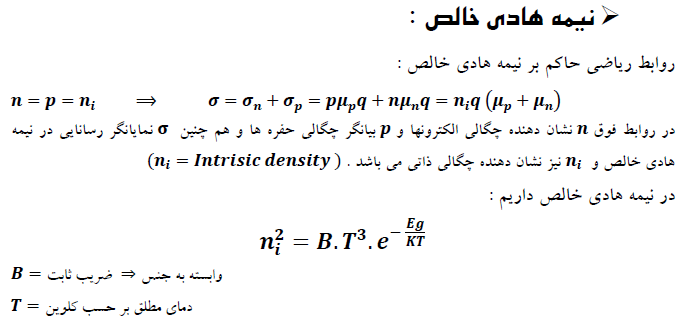 ➢ نیمه هادی خالص :
روابط ریاضی حاکم بر نیمه هادی خالص :
n = p = nᵢ ⟹ σ = σₙ + σₚ = pμₚq + nμₙq = nᵢq (μₚ + μₙ)
در روابط فوق n نشان دهنده چگالی الکترونها و p بیانگر چگالی حفره ها و هم چنین σ نمایانگر رسانایی در نیمه
هادی خالص و nᵢ نیز نشان دهنده چگالی ذاتی می باشد . (nᵢ = Intrisic density)
در نیمه هادی خالص داریم :
nᵢ² = B.T³.e^(-Eg/KT)
B = ضریب ثابت ⇒ وابسته به جنس
T = دمای مطلق بر حسب کلوین